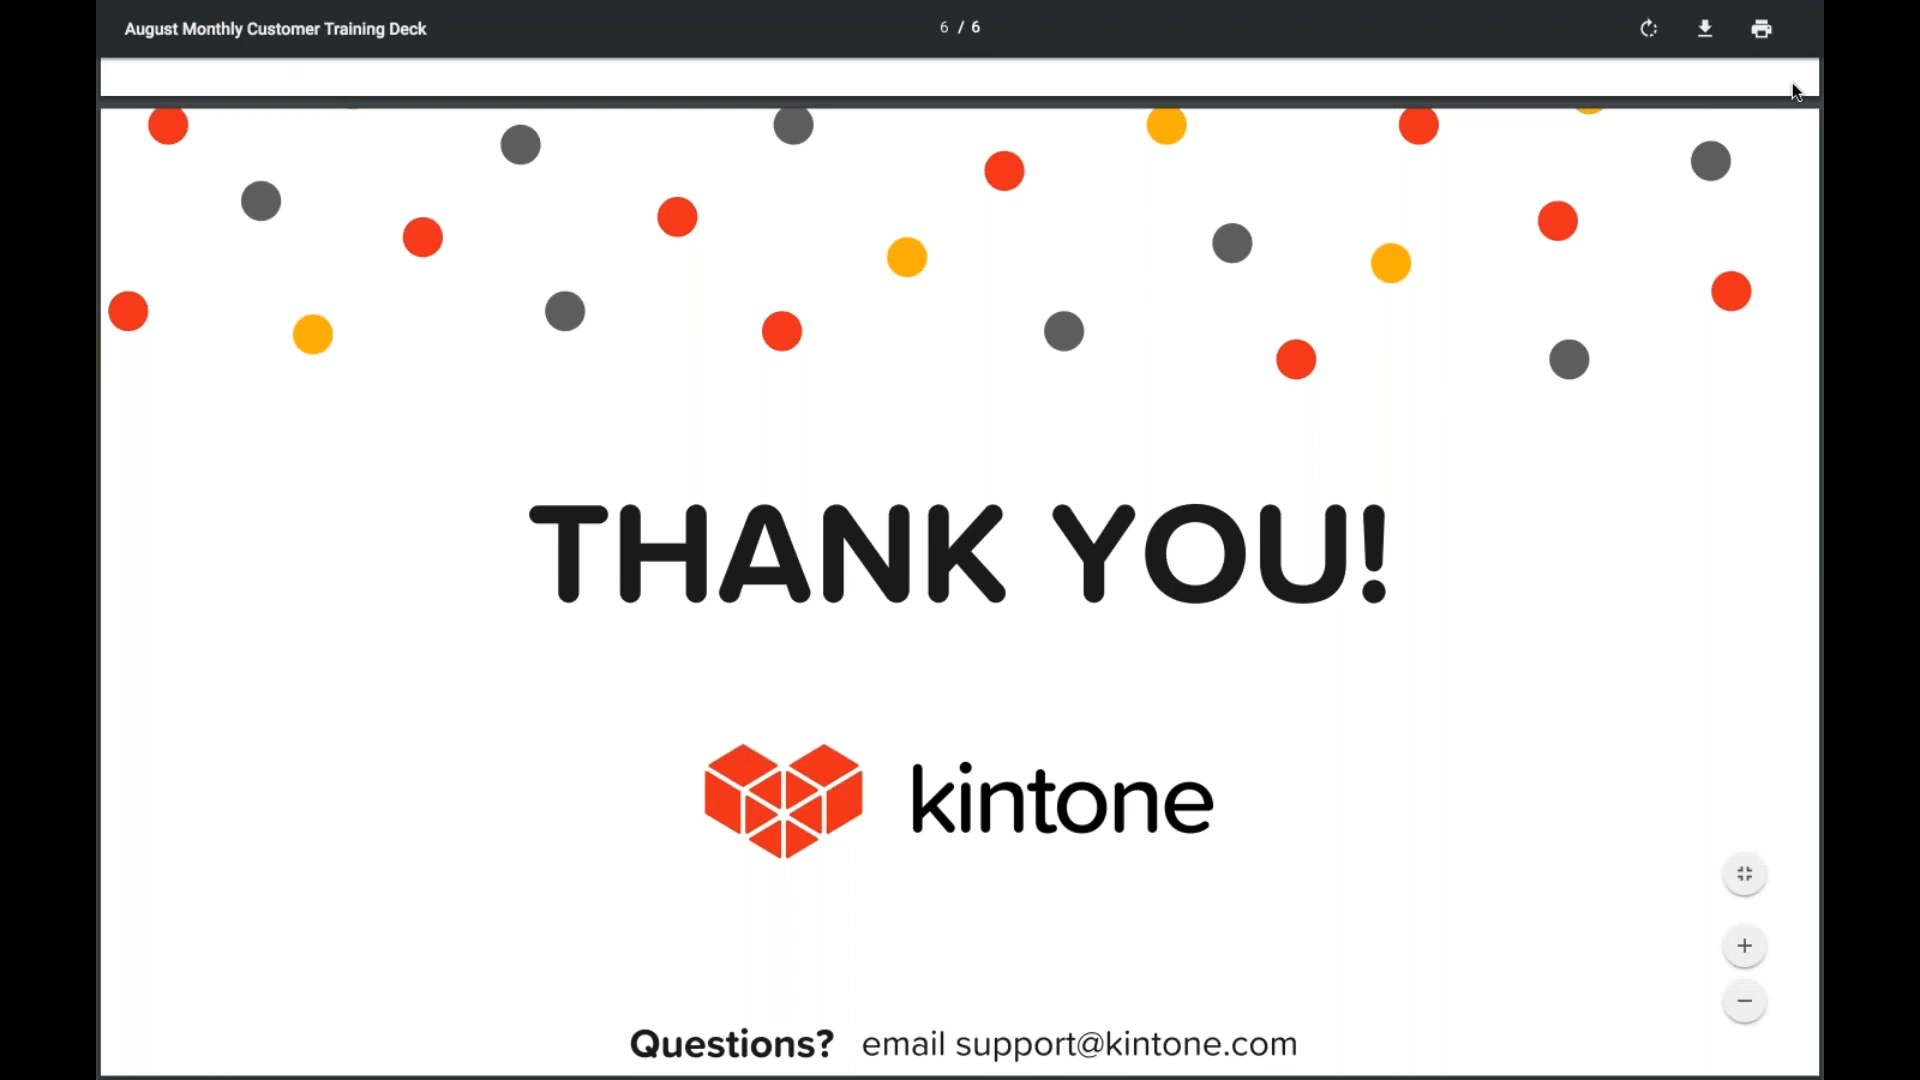 August Monthly Customer Training Deck
6 / 6
THANK YOU!
kintone
Questions? email support@kintone.com